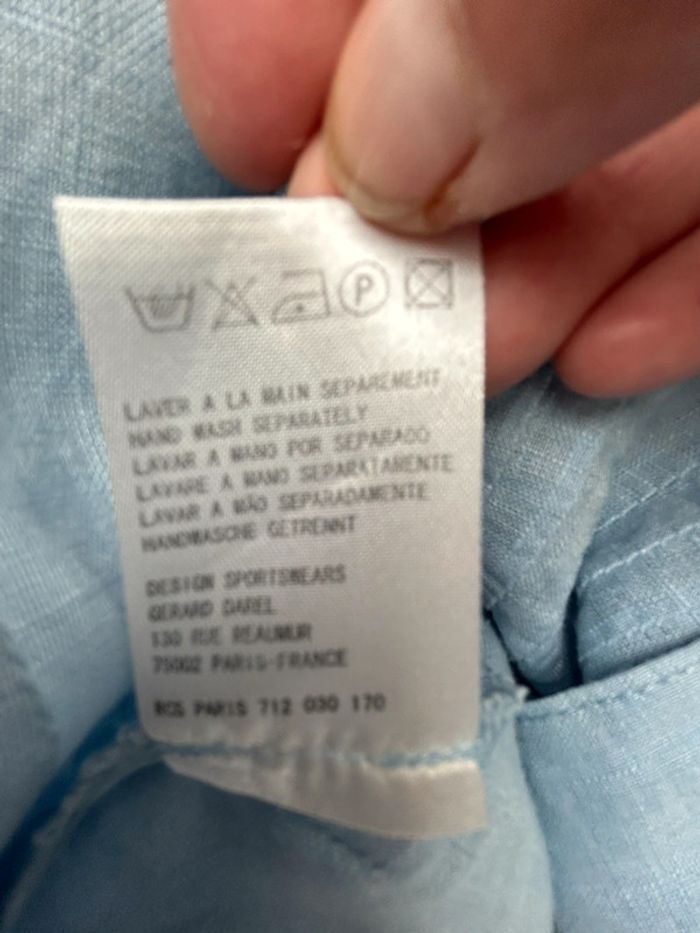 P
LAVER A LA MAIN SEPAREMENT
HAND WASH SEPARATELY
LAVAR A MANO POR SEPARADO
LAVARE A MANO SEPARATAMENTE
LAVAR A MÃO SEPARADAMENTE
HANDWASCHE GETRENNT
DESIGN SPORTSWEARS
GERARD DAREL
130 RUE REAUMUR
75002 PARIS-FRANCE
RCS PARIS 712 030 170